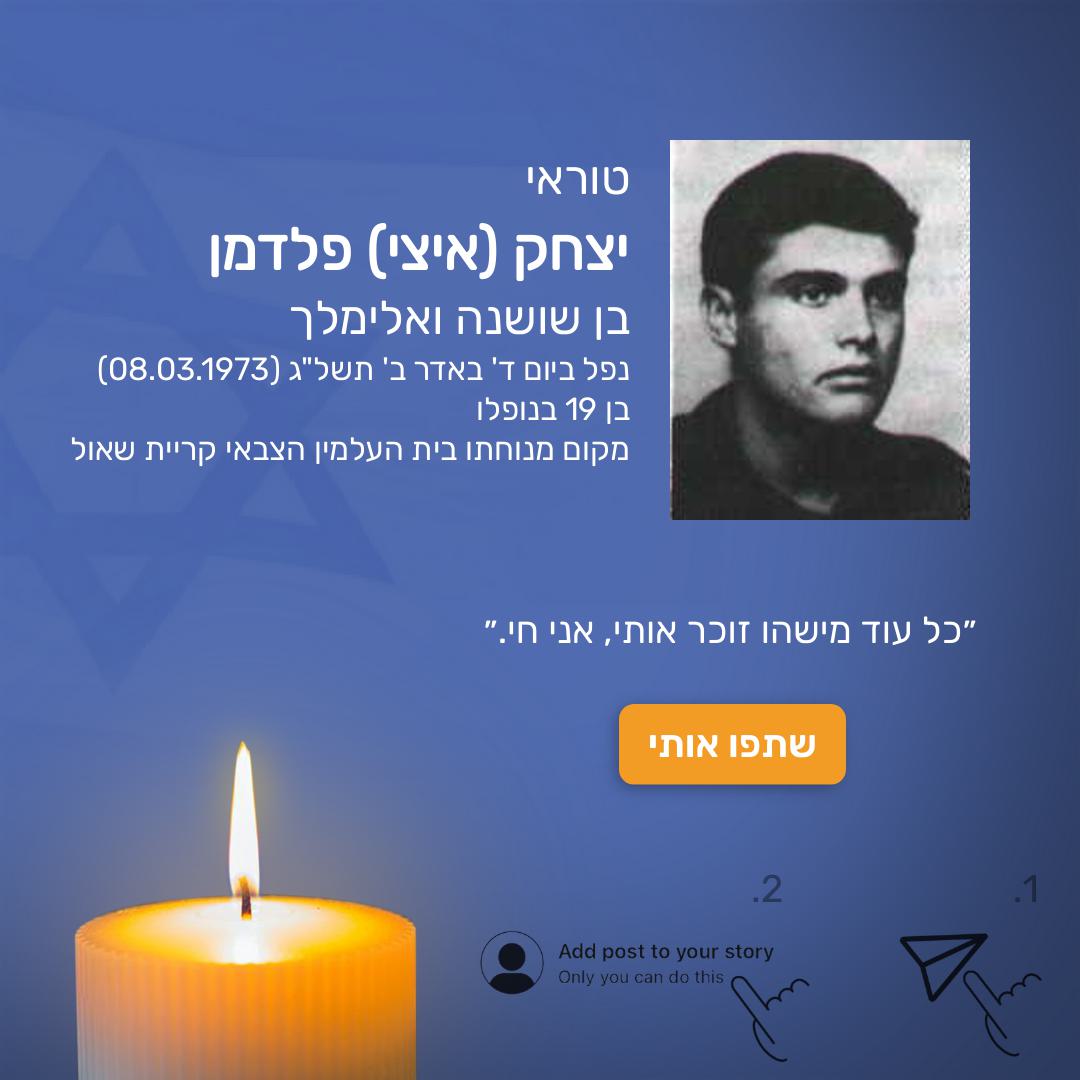 טוראי
יצחק (איצי) פלדמן
בן שושנה ואלימלך
נפל ביום ד' באדר ב' תשל"ג (08.03.1973)
בן 19 בנופלו
מקום מנוחתו בית העלמין הצבאי קריית שאול
״כל עוד מישהו זוכר אותי, אני חי.״
שתפו אותי
.1
.2
Add post to your story
Only you can do this